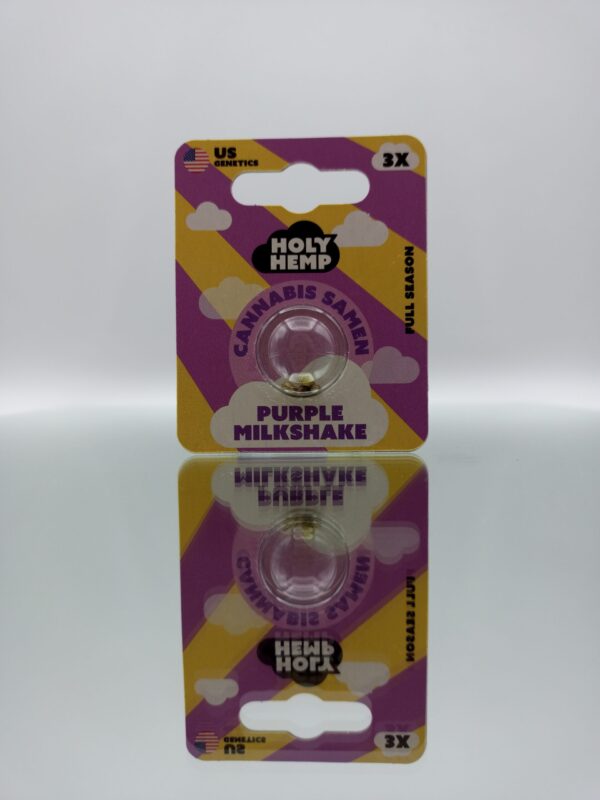 US
GENETICS
3X
HOLY
HEMP
FULL SEASON
CANNABIS SAMEN
PURPLE
MILKSHAKE